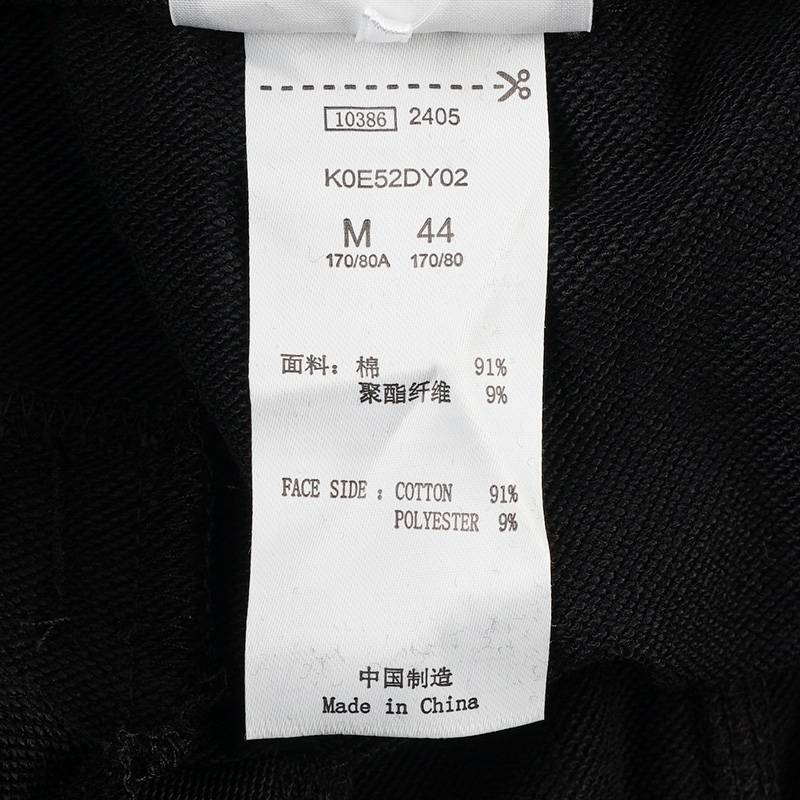 10386 2405
K0E52DY02
M 44
170/80A 170/80
面料：棉 91%
聚酯纤维 9%
FACE SIDE : COTTON 91%
POLYESTER 9%
中国制造
Made in China